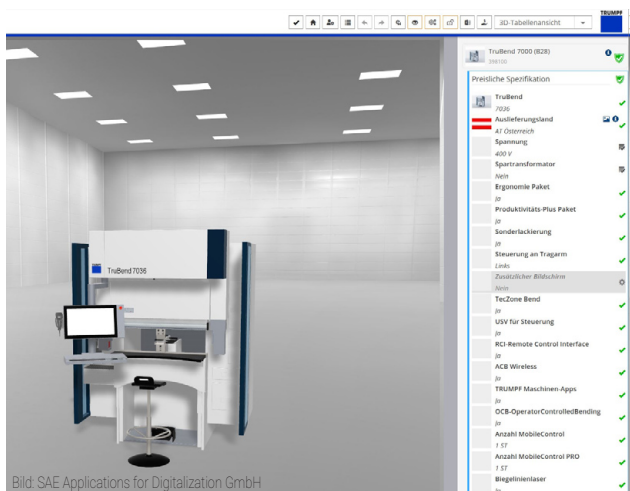 TRUMPF
3D-Tabellenansicht
TruBend 7000 (B28)
398108
Preisliche Spezifikation
TruBend
7036
Auslieferungsland
AT Österreich
Spannung
400 V
Spartransformator
Nein
Ergonomie Paket
Ja
Produktivitäts-Plus Paket
Ja
Sonderlackierung
Ja
Steuerung an Tragarm
Links
Zusätzlicher Bildschirm
Nein
TecZone Bend
Ja
USV für Steuerung
Ja
RCI-Remote Control Interface
Ja
ACB Wireless
Ja
TRUMPF Maschinen-Apps
Ja
OCB-OperatorControlledBending
Ja
Anzahl MobileControl
1 ST
Anzahl MobileControl PRO
1 ST
Biegelinienlaser
Ja
TruBend 7036
Bild: SAE Applications for Digitalization GmbH